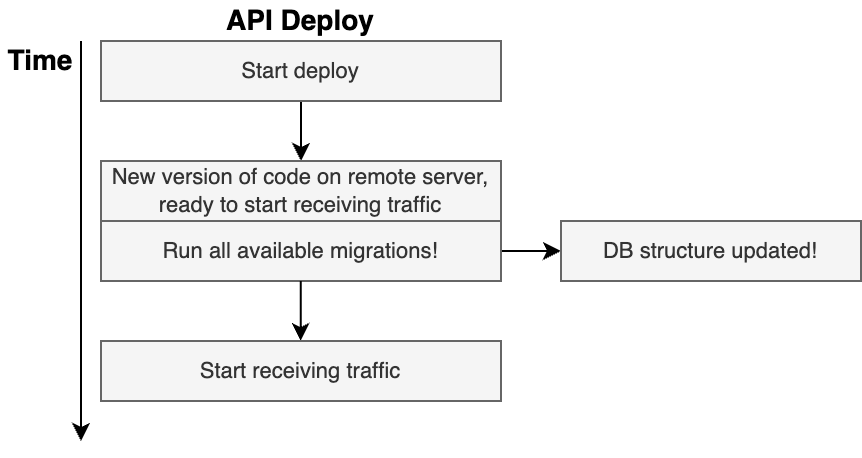 API Deploy
Time
Start deploy
New version of code on remote server,
ready to start receiving traffic
Run all available migrations!
DB structure updated!
Start receiving traffic